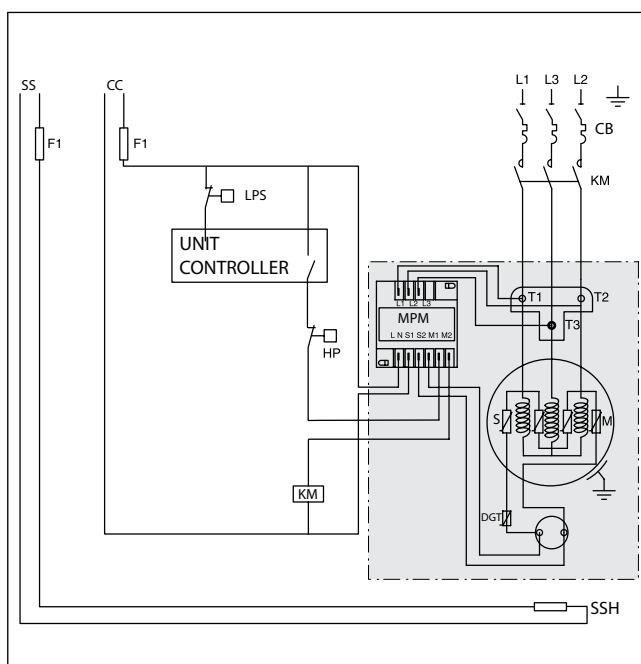 SS
CC
L1 L3 L2
F1
F1
CB
LPS
KM
UNIT
CONTROLLER
L1 L2 L3
MPM
L N S1 S2 M1 M2
T1
T2
T3
HP
S
M
KM
DGT
SSH